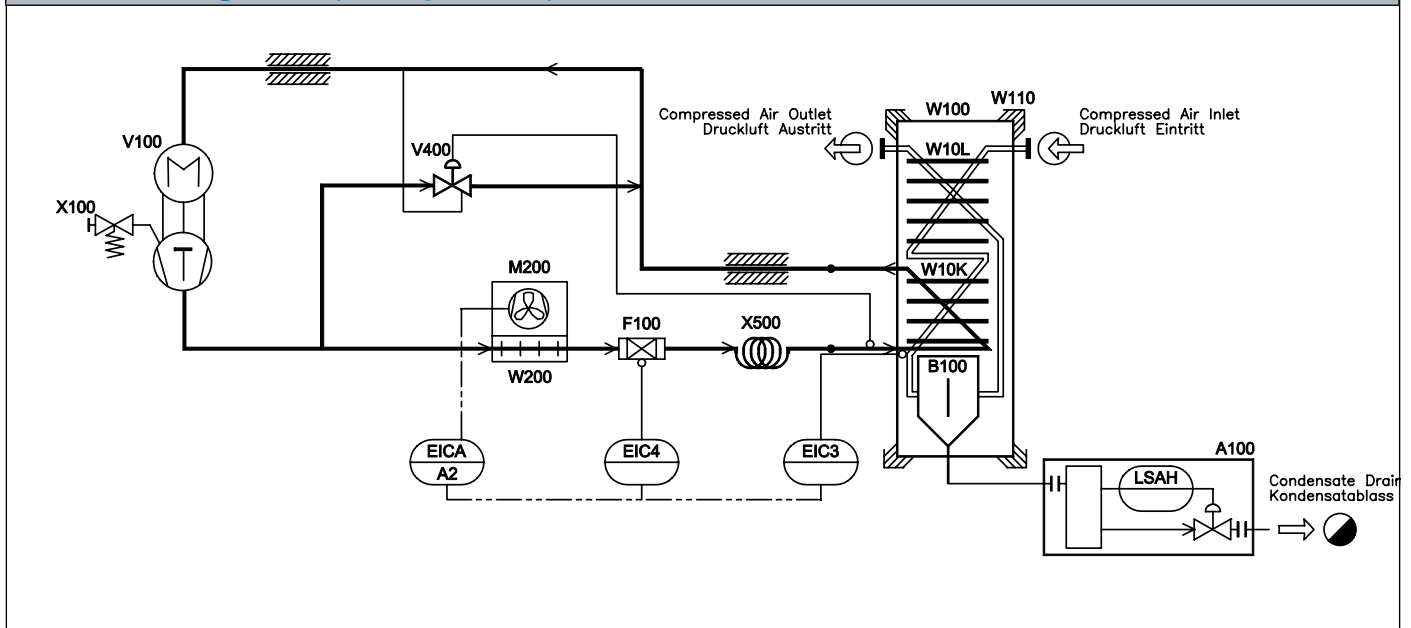 W110
W100
Compressed Air Outlet
Druckluft Austritt
Compressed Air Inlet
Druckluft Eintritt
V100
V400
W10L
X100
W10K
M200
F100
X500
W200
B100
EICA
A2
EIC4
EIC3
A100
LSAH
Condensate Drain
Kondensatablass